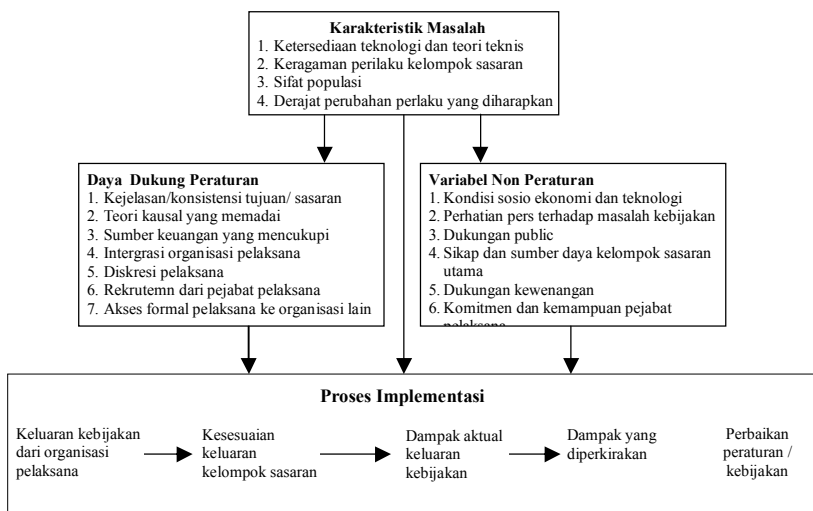 Karakteristik Masalah
1. Ketersediaan teknologi dan teori teknis
2. Keragaman perilaku kelompok sasaran
3. Sifat populasi
4. Derajat perubahan perlaku yang diharapkan
Daya Dukung Peraturan
1. Kejelasan/konsistensi tujuan/ sasaran
2. Teori kausal yang memadai
3. Sumber keuangan yang mencukupi
4. Intergrasi organisasi pelaksana
5. Diskresi pelaksana
6. Rekrutemn dari pejabat pelaksana
7. Akses formal pelaksana ke organisasi lain
Variabel Non Peraturan
1. Kondisi sosio ekonomi dan teknologi
2. Perhatian pers terhadap masalah kebijakan
3. Dukungan public
4. Sikap dan sumber daya kelompok sasaran
utama
5. Dukungan kewenangan
6. Komitmen dan kemampuan pejabat
pelaksana
Proses Implementasi
Keluaran kebijakan
dari organisasi
pelaksana
Kesesuaian
keluaran
kelompok sasaran
Dampak aktual
keluaran
kebijakan
Dampak yang
diperkirakan
Perbaikan
peraturan /
kebijakan